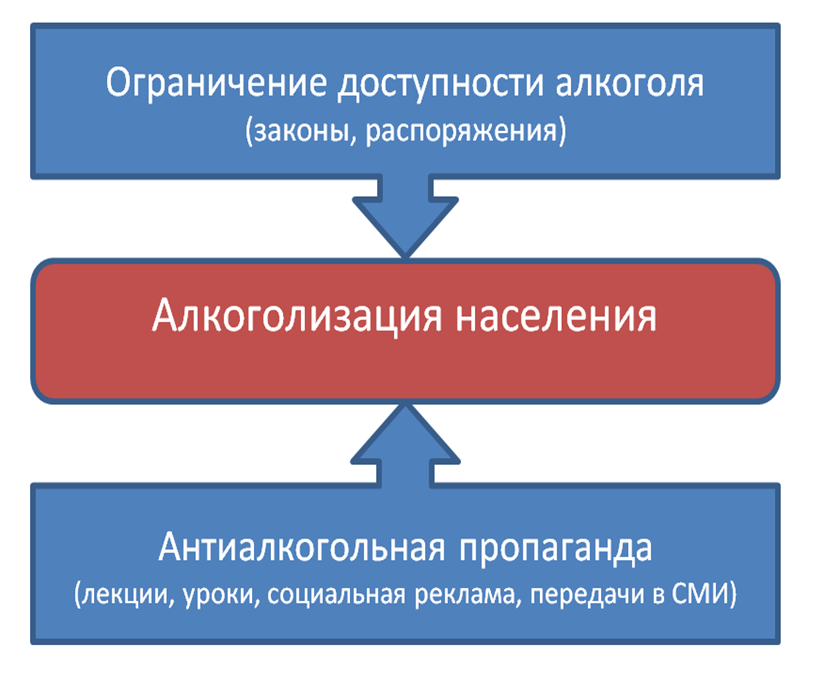 Ограничение доступности алкоголя
(законы, распоряжения)
Алкоголизация населения
Антиалкогольная пропаганда
(лекции, уроки, социальная реклама, передачи в СМИ)